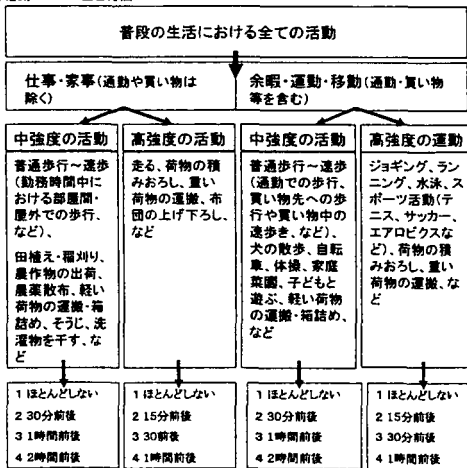 普段の生活における全ての活動
仕事・家事(通勤や買い物は
除く)
余暇・運動・移動(通勤・買い物
等を含む)
中強度の活動
普通歩行～速歩
(勤務時間中に
おける部屋間・
屋外での歩行、
など)、
田植え・稲刈り、
農作物の出荷、
農薬散布、軽い
荷物の運搬・箱
詰め、そうじ、洗
濯物を干す、な
ど
高強度の活動
走る、荷物の積
みおろし、重い
荷物の運搬、布
団の上げ下ろし、
など
中強度の活動
普通歩行～速歩
(通勤での歩行、
買い物先への歩
行や買い物中の
速歩き、など)、
犬の散歩、自転
車、体操、家庭
菜園、子どもと
遊ぶ、軽い荷物
の運搬・箱詰め、
など
高強度の運動
ジョギング、ラン
ニング、水泳、ス
ポーツ活動(テ
ニス、サッカー、
エアロビクスな
ど)、荷物の積
みおろし、重い
荷物の運搬、な
ど
1 ほとんどしない
2 30分前後
3 1時間前後
4 2時間前後
1 ほとんどしない
2 15分前後
3 30前後
4 1時間前後
1 ほとんどしない
2 30分前後
3 1時間前後
4 2時間前後
1 ほとんどしない
2 15分前後
3 30分前後
4 1時間前後